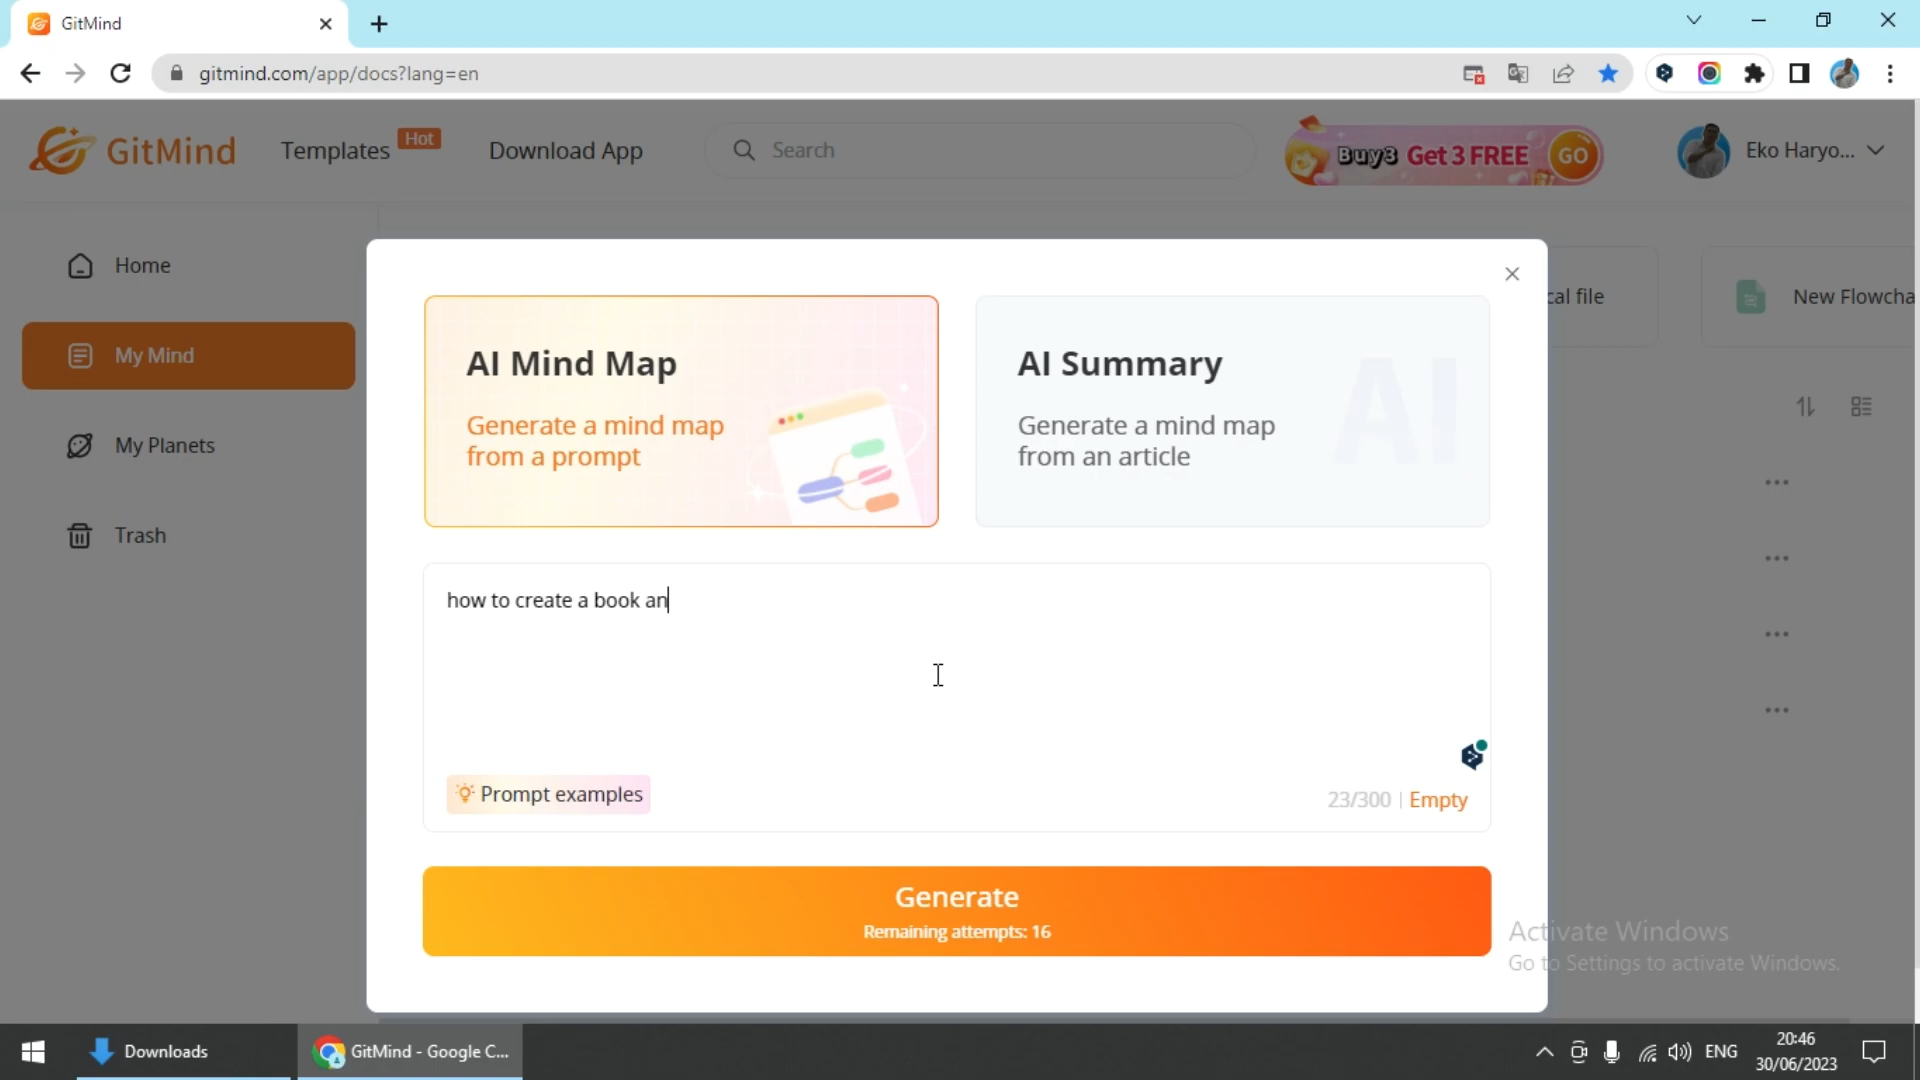 GitMind
gitmind.com/app/docs?lang=en
GitMind
Templates
Hot
Download App
Search
Buy3 Get 3 FREE
GO
Eko Haryo...
Home
My Mind
My Planets
Trash
cal file
New Flowcha
AI Mind Map
Generate a mind map
from a prompt
AI Summary
Generate a mind map
from an article
AI
how to create a book an
Prompt examples
23/300 | Empty
Generate
Remaining attempts: 16
Activate Windows
Go to Settings to activate Windows.
Downloads
GitMind - Google C...
ENG
20:46
30/06/2023